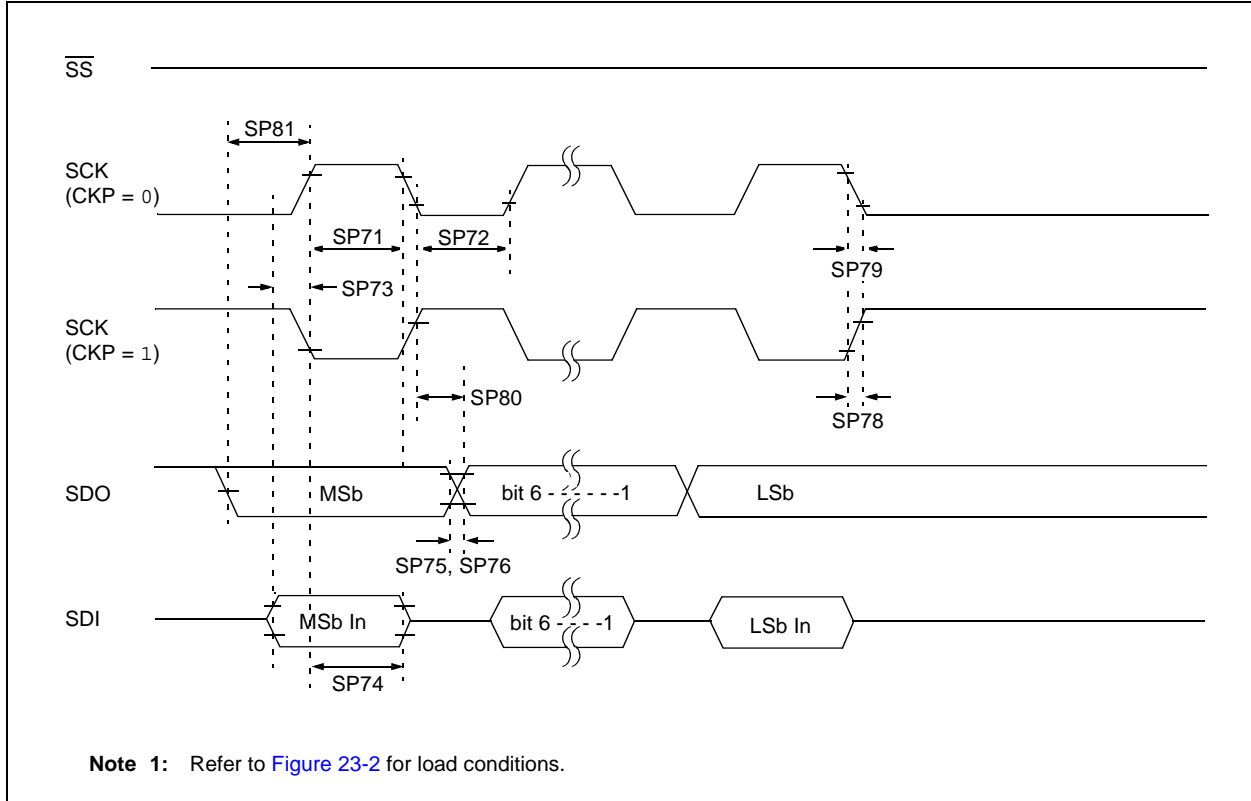 SS
SP81
SCK
(CKP = 0)
SP71
SP72
SP79
SP73
SCK
(CKP = 1)
SP80
SP78
SDO
MSb
bit 6 - - - - - -1
LSb
SP75, SP76
SDI
MSb In
bit 6 - - - -1
LSb In
SP74
Note 1: Refer to Figure 23-2 for load conditions.